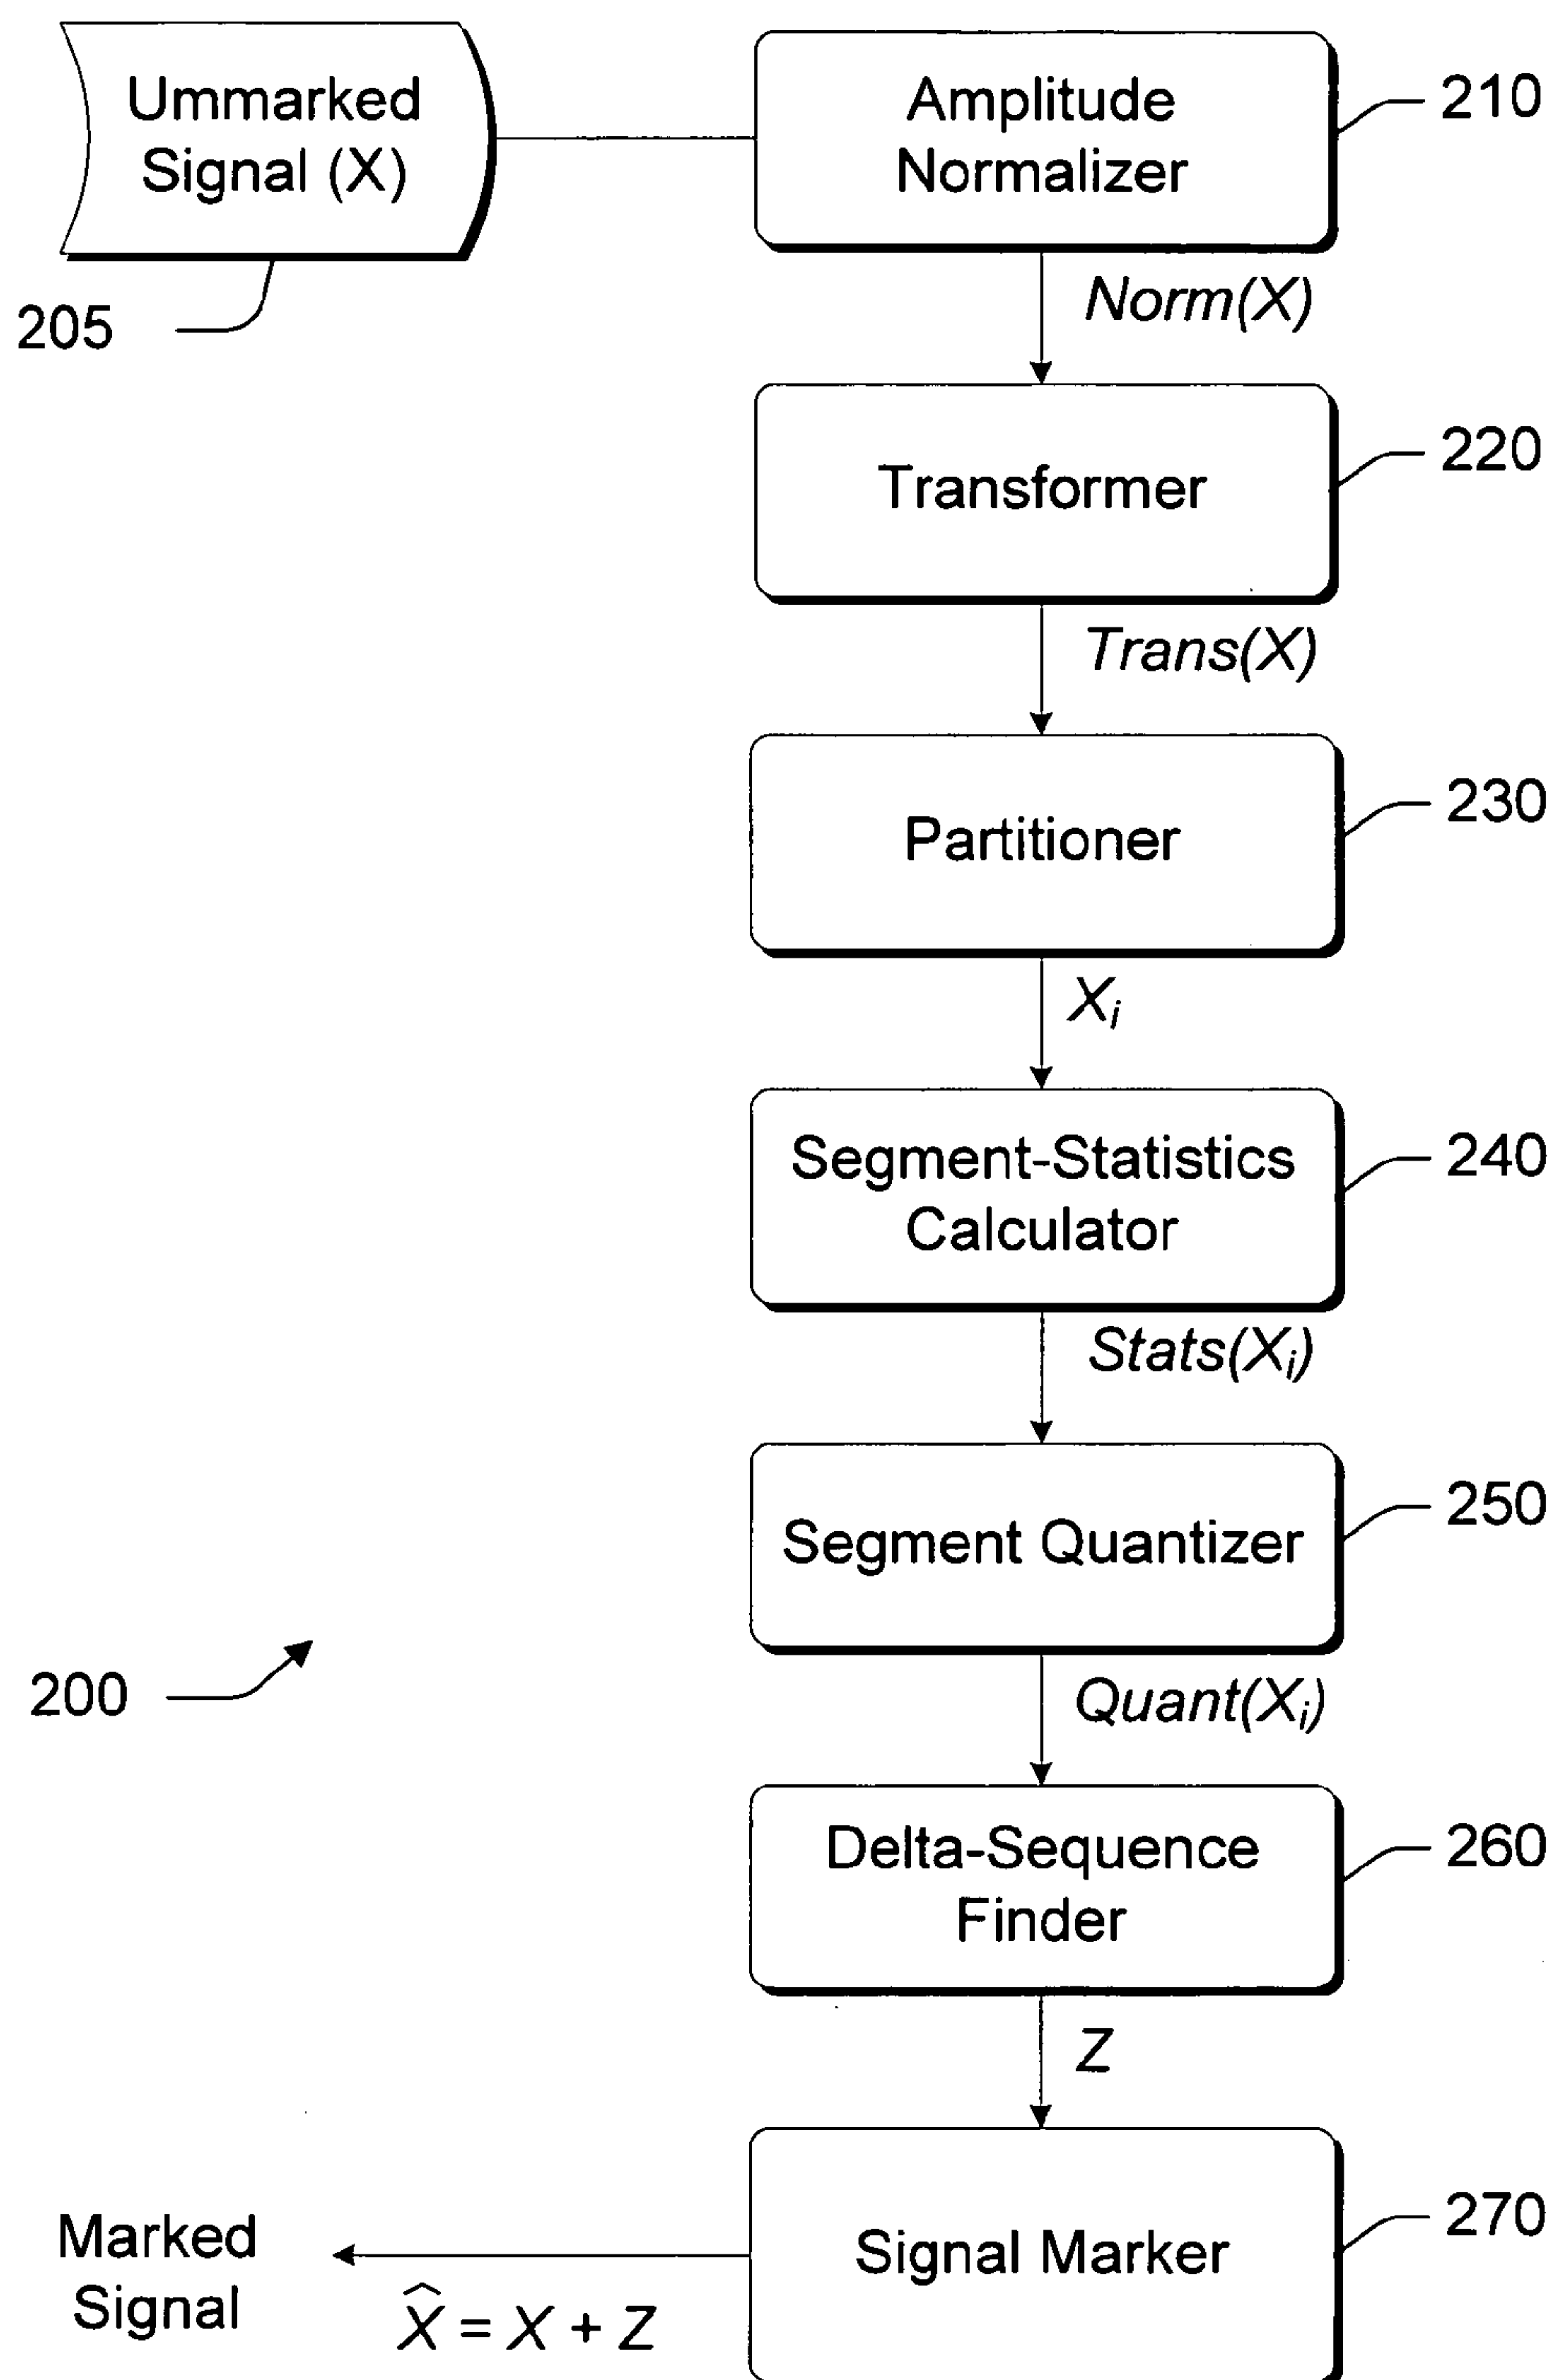 Ummarked
Signal (X)
205
Amplitude
Normalizer
210
Norm(X)
Transformer
220
Trans(X)
Partitioner
230
Xi
Segment-Statistics
Calculator
240
Stats(Xi)
Segment Quantizer
250
200
Quant(Xi)
Delta-Sequence
Finder
260
Z
Signal Marker
270
Marked
Signal
X̂ = X + Z